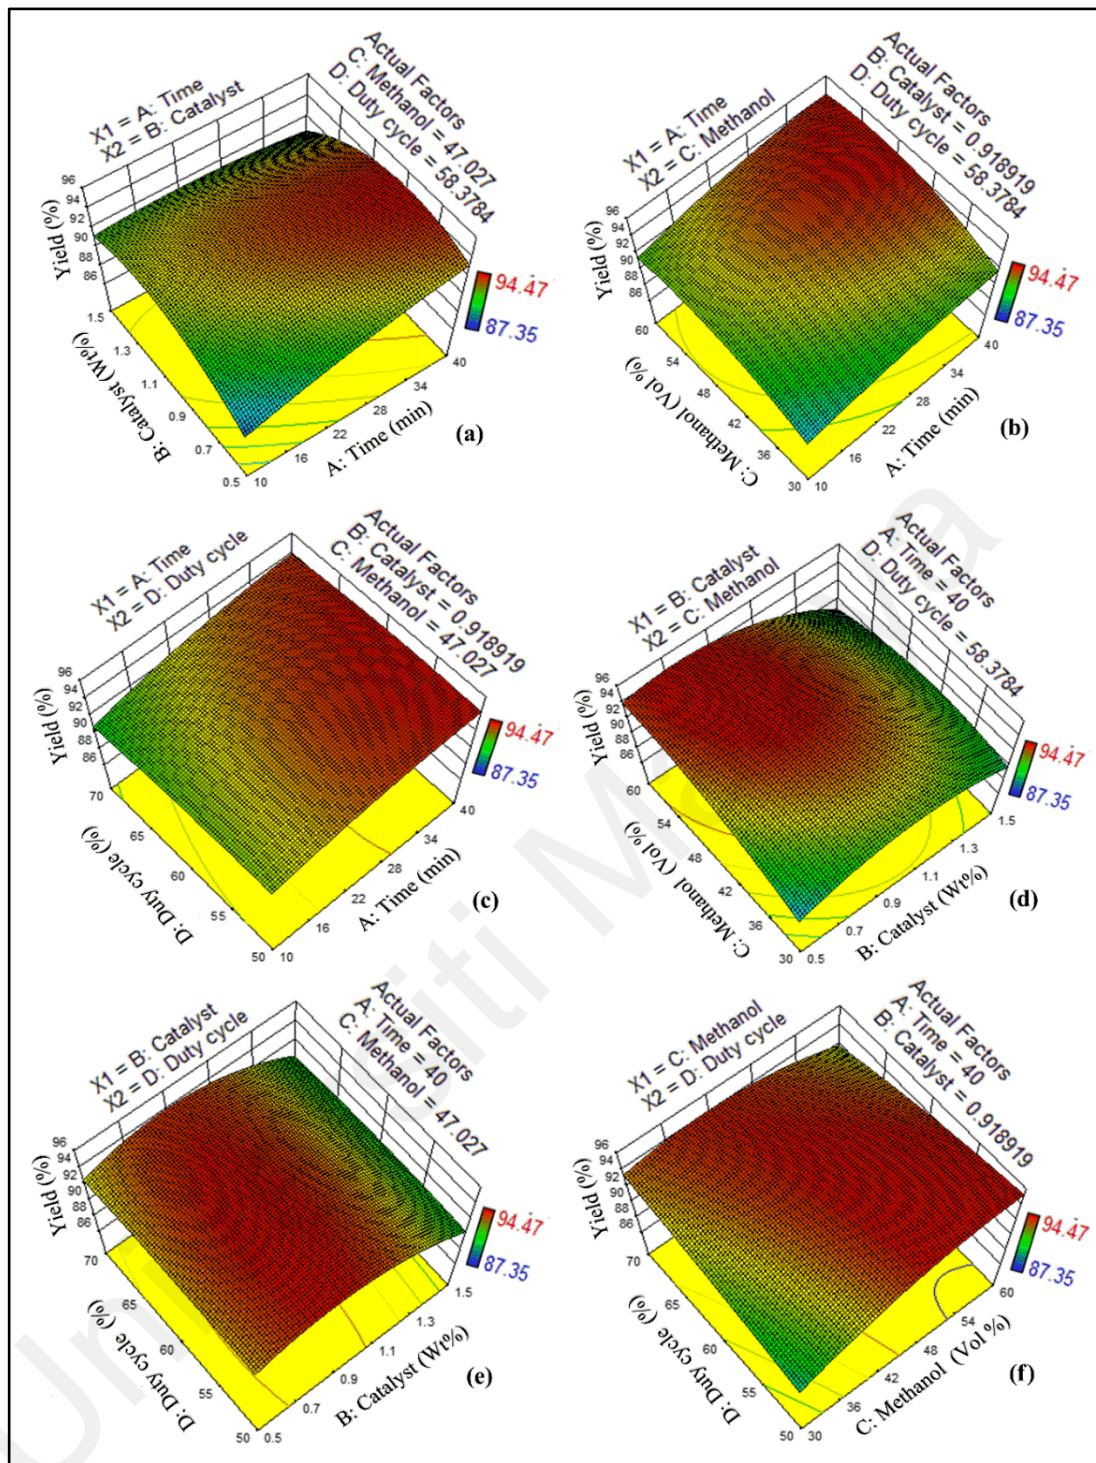 X1 = A: Time
X2 = B: Catalyst
Actual Factors
C: Methanol = 47.027
D: Duty cycle = 58.3784
96
94
92
90
88
86
Yield (%)
1.5
1.3
1.1
0.9
0.7
0.5
B: Catalyst (Wt%)
10
16
22
28
34
40
A: Time (min)
94.47
87.35
(a)
X1 = A: Time
X2 = C: Methanol
Actual Factors
B: Catalyst = 0.918919
D: Duty cycle = 58.3784
96
94
92
90
88
86
Yield (%)
60
54
48
42
36
30
C: Methanol (Vol %)
10
16
22
28
34
40
A: Time (min)
94.47
87.35
(b)
X1 = A: Time
X2 = D: Duty cycle
Actual Factors
B: Catalyst = 0.918919
C: Methanol = 47.027
96
94
92
90
88
86
Yield (%)
70
65
60
55
50
D: Duty cycle (%)
10
16
22
28
34
40
A: Time (min)
94.47
87.35
(c)
X1 = B: Catalyst
X2 = C: Methanol
Actual Factors
A: Time = 40
D: Duty cycle = 58.3784
96
94
92
90
88
86
Yield (%)
60
54
48
42
36
30
C: Methanol (Vol %)
0.5
0.7
0.9
1.1
1.3
1.5
B: Catalyst (Wt%)
94.47
87.35
(d)
X1 = B: Catalyst
X2 = D: Duty cycle
Actual Factors
A: Time = 40
C: Methanol = 47.027
96
94
92
90
88
86
Yield (%)
70
65
60
55
50
D: Duty cycle (%)
0.5
0.7
0.9
1.1
1.3
1.5
B: Catalyst (Wt%)
94.47
87.35
(e)
X1 = C: Methanol
X2 = D: Duty cycle
Actual Factors
A: Time = 40
B: Catalyst = 0.918919
96
94
92
90
88
86
Yield (%)
70
65
60
55
50
D: Duty cycle (%)
30
36
42
48
54
60
C: Methanol (Vol %)
94.47
87.35
(f)